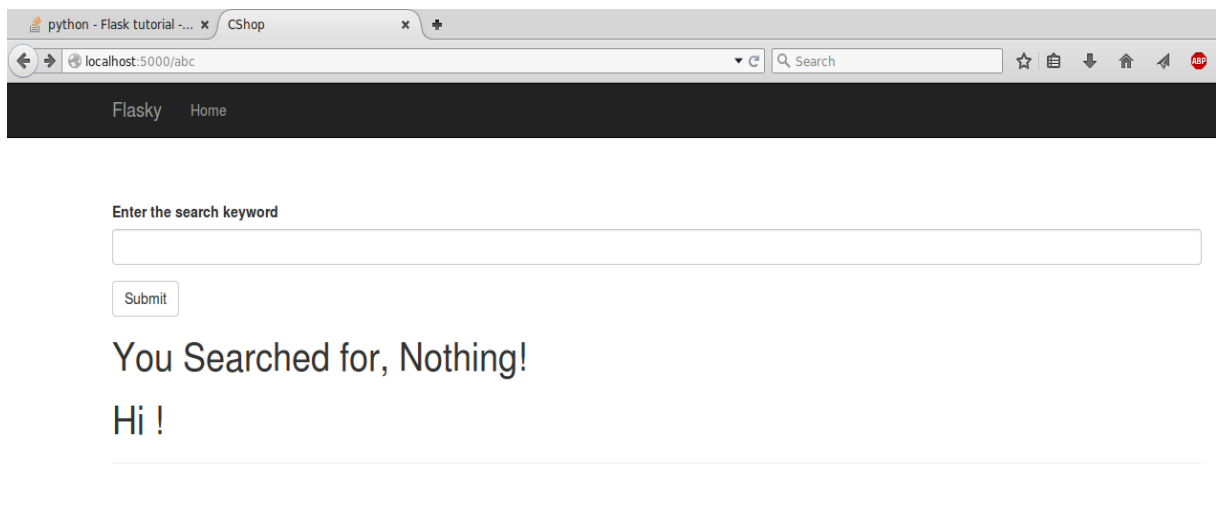 python - Flask tutorial -... CShop
localhost:5000/abc Search ABP
Flasky Home
Enter the search keyword
Submit
You Searched for, Nothing!
Hi !